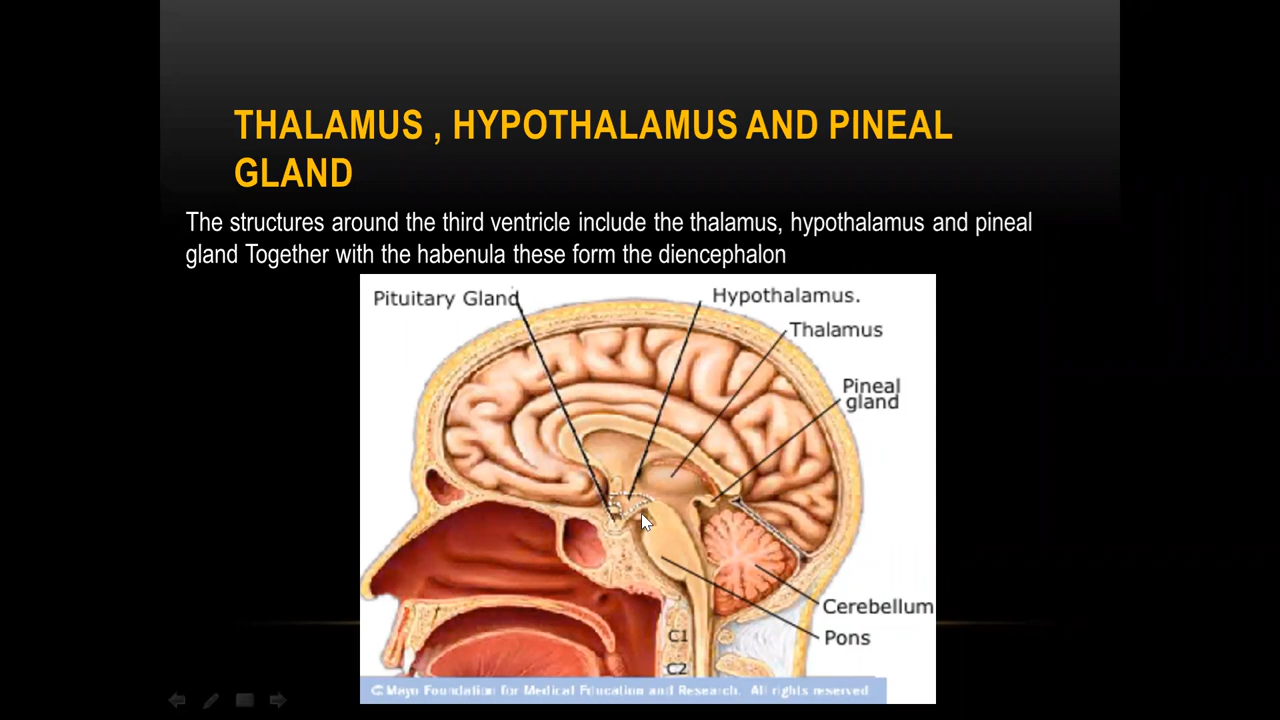 THALAMUS , HYPOTHALAMUS AND PINEAL
GLAND
The structures around the third ventricle include the thalamus, hypothalamus and pineal
gland Together with the habenula these form the diencephalon
Pituitary Gland
Hypothalamus.
Thalamus
Pineal
gland
Cerebellum
Pons
C1
C2
© Mayo Foundation for Medical Education and Research. All rights reserved